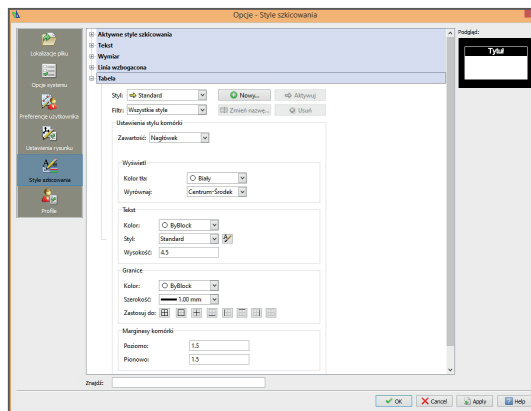 Opcje - Style szkicowania
Lokalizacje pliku
Opcje systemu
Preferencje użytkownika
Ustawienia rysunku
Style szkicowania
Profile
Aktywne style szkicowania
Tekst
Wymiar
Linia wzbogacona
Tabela
Styl: Standard Nowy... Aktywuj
Filtr: Wszystkie style Zmień nazwę... Usuń
Ustawienia stylu komórki
Zawartość: Nagłówek
Wyświetl
Kolor tła: Biały
Wyrównaj: Centrum-Środek
Tekst
Kolor: ByBlock
Styl: Standard
Wysokość: 4.5
Granice
Kolor: ByBlock
Szerokość: 1.00 mm
Zastosuj do:
Marginesy komórki
Poziomo: 1.5
Pionowo: 1.5
Podgląd:
Tytuł
Znajdź:
OK Cancel Apply Help